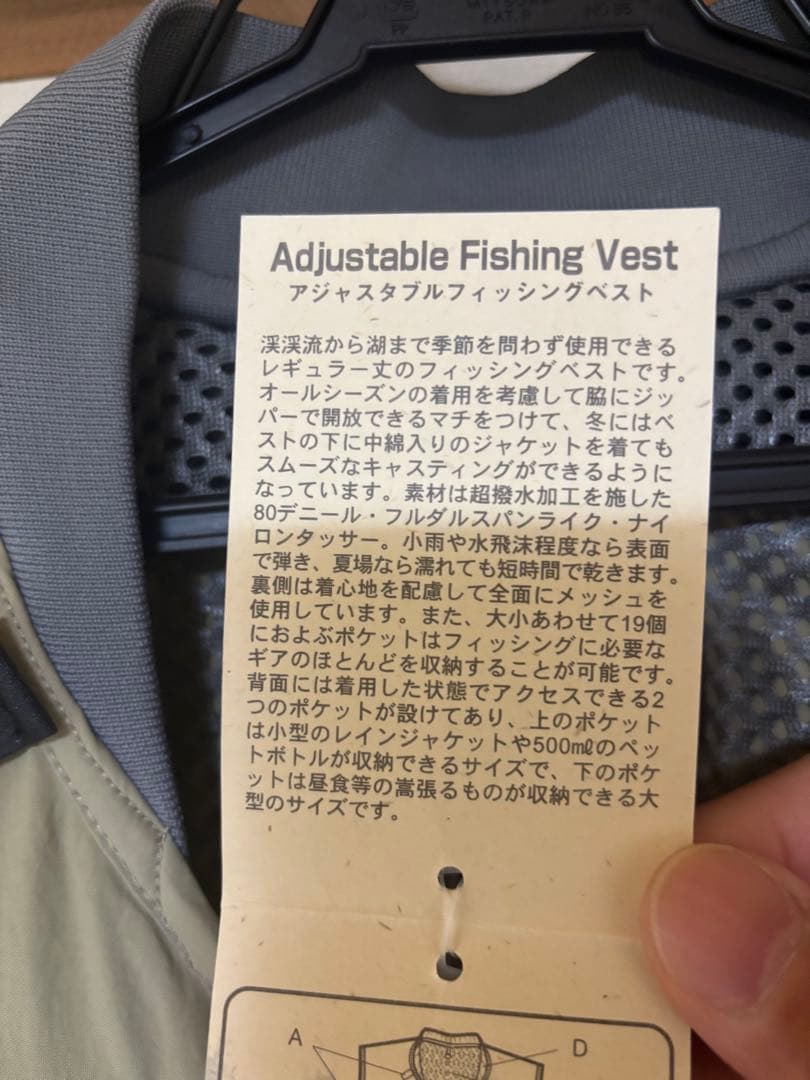 PAT.P
Adjustable Fishing Vest
アジャスタブルフィッシングベスト
渓渓流から湖まで季節を問わず使用できる
レギュラー丈のフィッシングベストです。
オールシーズンの着用を考慮して脇にジッ
パーで開放できるマチをつけて、冬にはベ
ストの下に中綿入りのジャケットを着ても
スムーズなキャスティングができるように
なっています。素材は超撥水加工を施した
80デニール・フルダルスパンライク・ナイ
ロンタッサー。小雨や水飛沫程度なら表面
で弾き、夏場なら濡れても短時間で乾きます。
裏側は着心地を配慮して全面にメッシュを
使用しています。また、大小あわせて19個
におよぶポケットはフィッシングに必要な
ギアのほとんどを収納することが可能です。
背面には着用した状態でアクセスできる2
つのポケットが設けてあり、上のポケット
は小型のレインジャケットや500mℓのペッ
トボトルが収納できるサイズで、下のポケ
ットは昼食等の嵩張るものが収納できる大
型のサイズです。
A
D